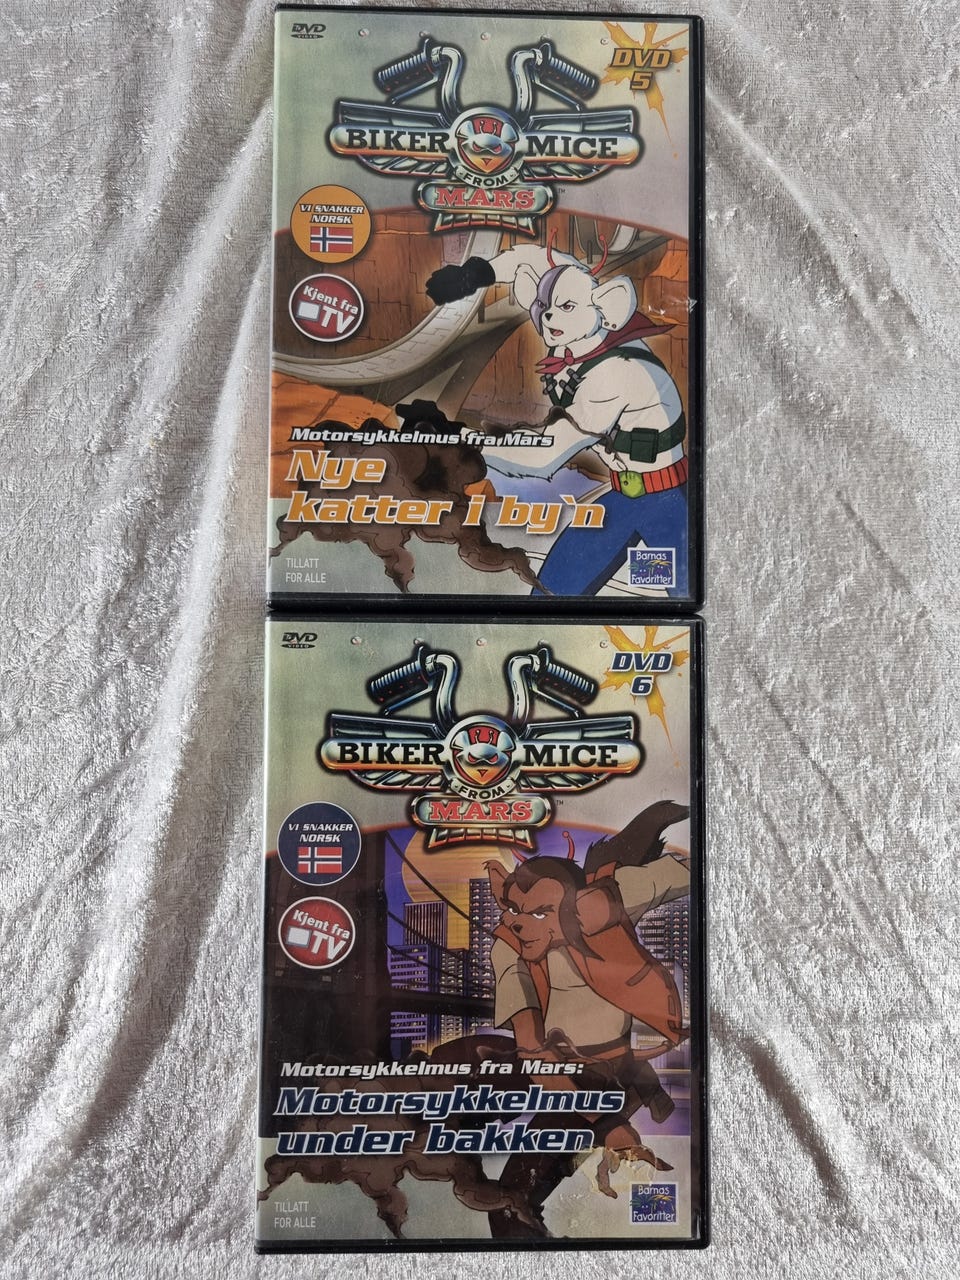 DVD
VIDEO
DVD
5
BIKER MICE
FROM
MARS
TM
VI SNAKKER
NORSK
Kjent fra
TV
Motorsykkelmus fra Mars
Nye
katter i by`n
TILLATT
FOR ALLE
Barnas
Favoritter
DVD
VIDEO
DVD
6
BIKER MICE
FROM
MARS
TM
VI SNAKKER
NORSK
Kjent fra
TV
Motorsykkelmus fra Mars:
Motorsykkelmus
under bakken
TILLATT
FOR ALLE
Barnas
Favoritter